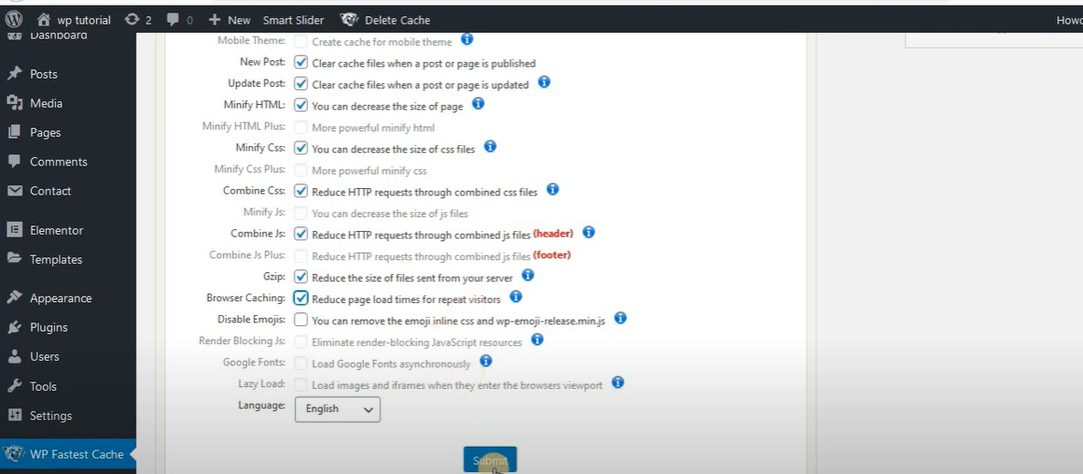 wp tutorial 2 0 New Smart Slider Delete Cache Howd
Dashboard
Posts
Media
Pages
Comments
Contact
Elementor
Templates
Appearance
Plugins
Users
Tools
Settings
WP Fastest Cache
Mobile Theme: Create cache for mobile theme
New Post: Clear cache files when a post or page is published
Update Post: Clear cache files when a post or page is updated
Minify HTML: You can decrease the size of page
Minify HTML Plus: More powerful minify html
Minify Css: You can decrease the size of css files
Minify Css Plus: More powerful minify css
Combine Css: Reduce HTTP requests through combined css files
Minify Js: You can decrease the size of js files
Combine Js: Reduce HTTP requests through combined js files (header)
Combine Js Plus: Reduce HTTP requests through combined js files (footer)
Gzip: Reduce the size of files sent from your server
Browser Caching: Reduce page load times for repeat visitors
Disable Emojis: You can remove the emoji inline css and wp-emoji-release.min.js
Render Blocking Js: Eliminate render-blocking JavaScript resources
Google Fonts: Load Google Fonts asynchronously
Lazy Load: Load images and iframes when they enter the browsers viewport
Language: English
Submit